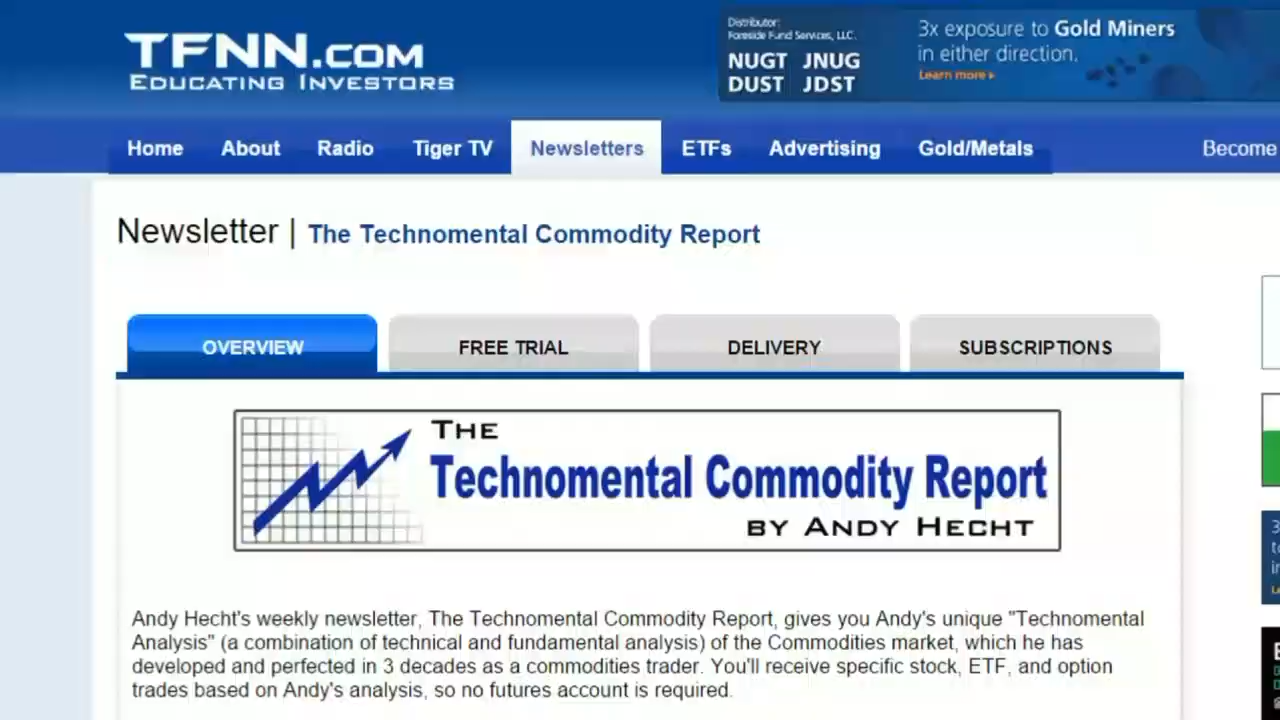 TFNN.COM
EDUCATING INVESTORS
Distributor:
Foreside Fund Services, LLC.
NUGT JNUG
DUST JDST
3x exposure to Gold Miners
in either direction.
Learn more
Home About Radio Tiger TV Newsletters ETFs Advertising Gold/Metals Become
Newsletter | The Technomental Commodity Report
OVERVIEW FREE TRIAL DELIVERY SUBSCRIPTIONS
THE
Technomental Commodity Report
BY ANDY HECHT
Andy Hecht's weekly newsletter, The Technomental Commodity Report, gives you Andy's unique "Technomental
Analysis" (a combination of technical and fundamental analysis) of the Commodities market, which he has
developed and perfected in 3 decades as a commodities trader. You'll receive specific stock, ETF, and option
trades based on Andy's analysis, so no futures account is required.